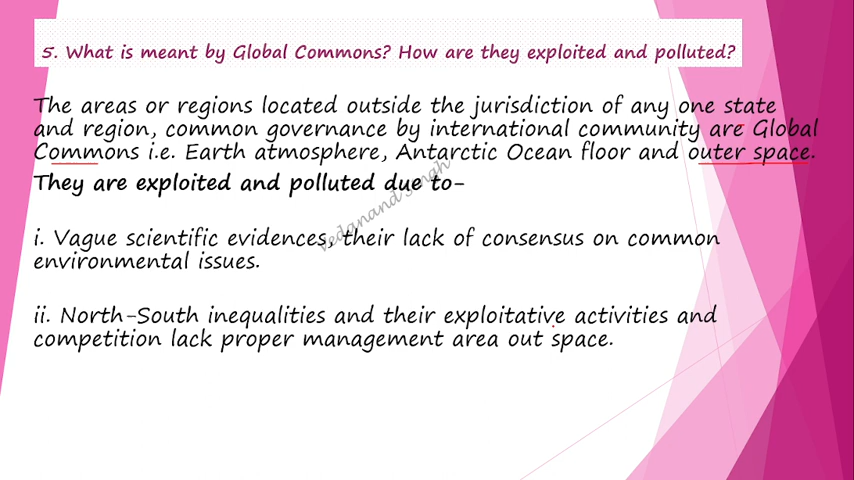 5. What is meant by Global Commons? How are they exploited and polluted?
The areas or regions located outside the jurisdiction of any one state
and region, common governance by international community are Global
Commons i.e. Earth atmosphere, Antarctic Ocean floor and outer space.
They are exploited and polluted due to-
vedanand singh
i. Vague scientific evidences, their lack of consensus on common
environmental issues.
ii. North-South inequalities and their exploitative activities and
competition lack proper management area out space.